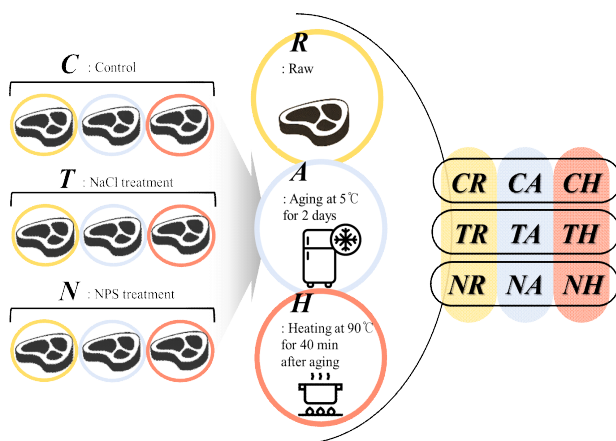 C : Control
T : NaCl treatment
N : NPS treatment
R
: Raw
A
: Aging at 5℃
for 2 days
H
: Heating at 90℃
for 40 min
after aging
CR CA CH
TR TA TH
NR NA NH